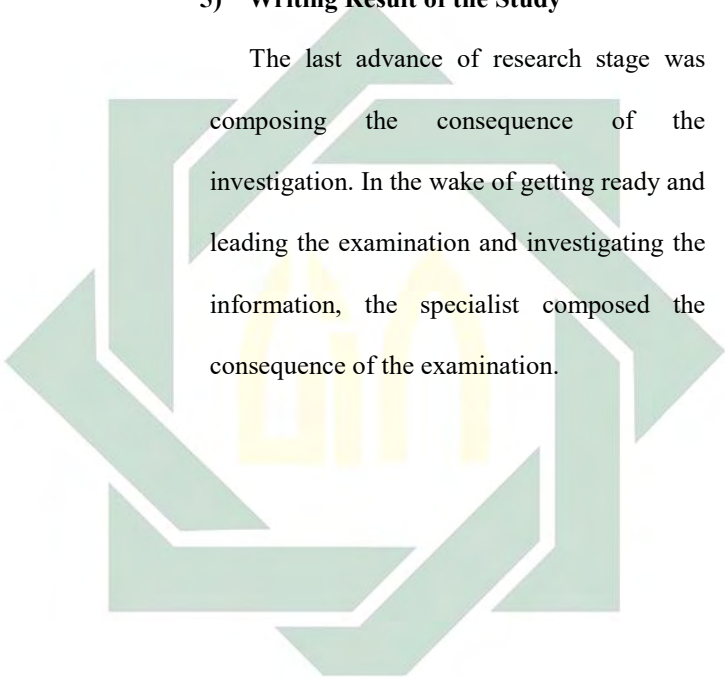 Writing Result of the Study
The last advance of research stage was
composing the consequence of the
investigation. In the wake of getting ready and
leading the examination and investigating the
information, the specialist composed the
consequence of the examination.